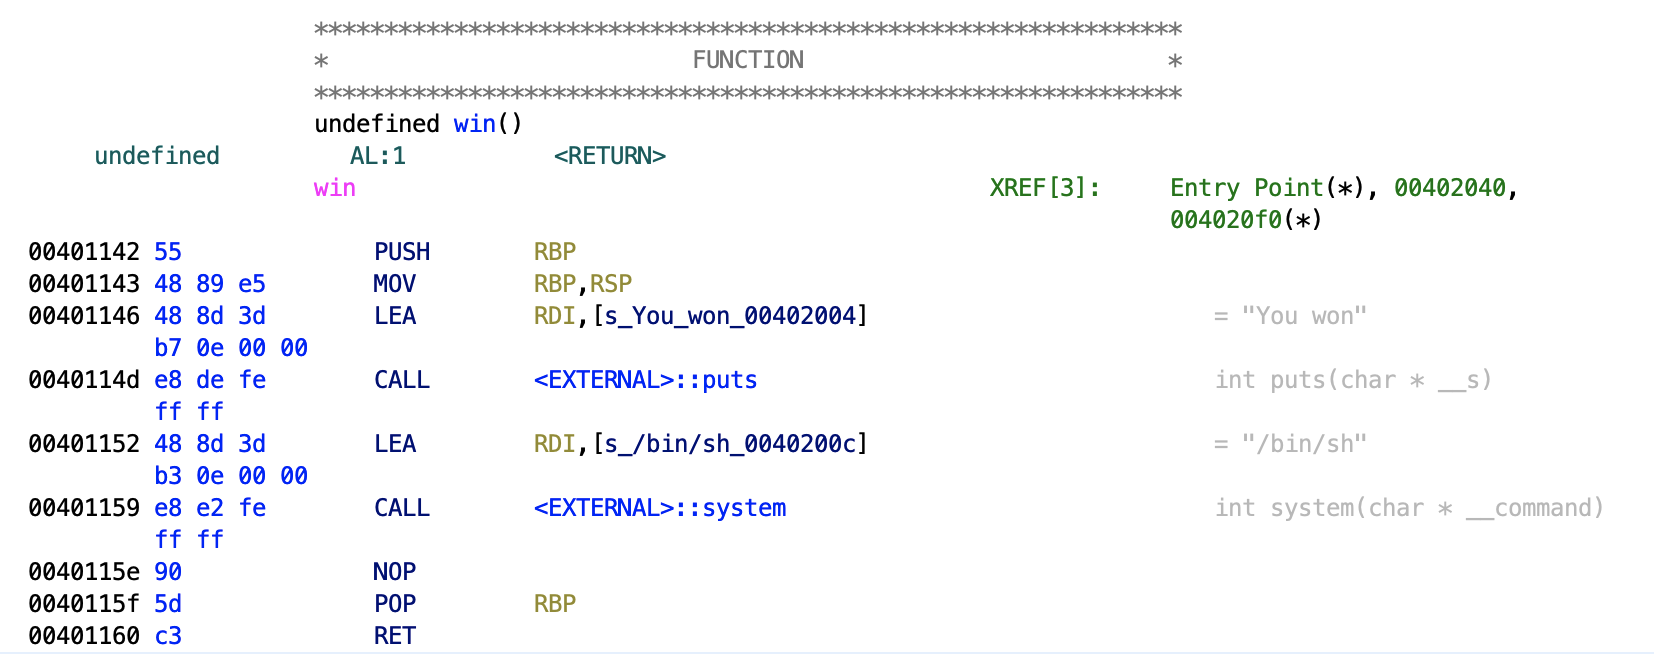 **************************************************************
*                          FUNCTION                          *
**************************************************************
undefined win()
undefined AL:1 <RETURN>
win XREF[3]: Entry Point(*), 00402040,
004020f0(*)
00401142 55 PUSH RBP
00401143 48 89 e5 MOV RBP,RSP
00401146 48 8d 3d LEA RDI,[s_You_won_00402004] = "You won"
b7 0e 00 00
0040114d e8 de fe CALL <EXTERNAL>::puts int puts(char * __s)
ff ff
00401152 48 8d 3d LEA RDI,[s_/bin/sh_0040200c] = "/bin/sh"
b3 0e 00 00
00401159 e8 e2 fe CALL <EXTERNAL>::system int system(char * __command)
ff ff
0040115e 90 NOP
0040115f 5d POP RBP
00401160 c3 RET